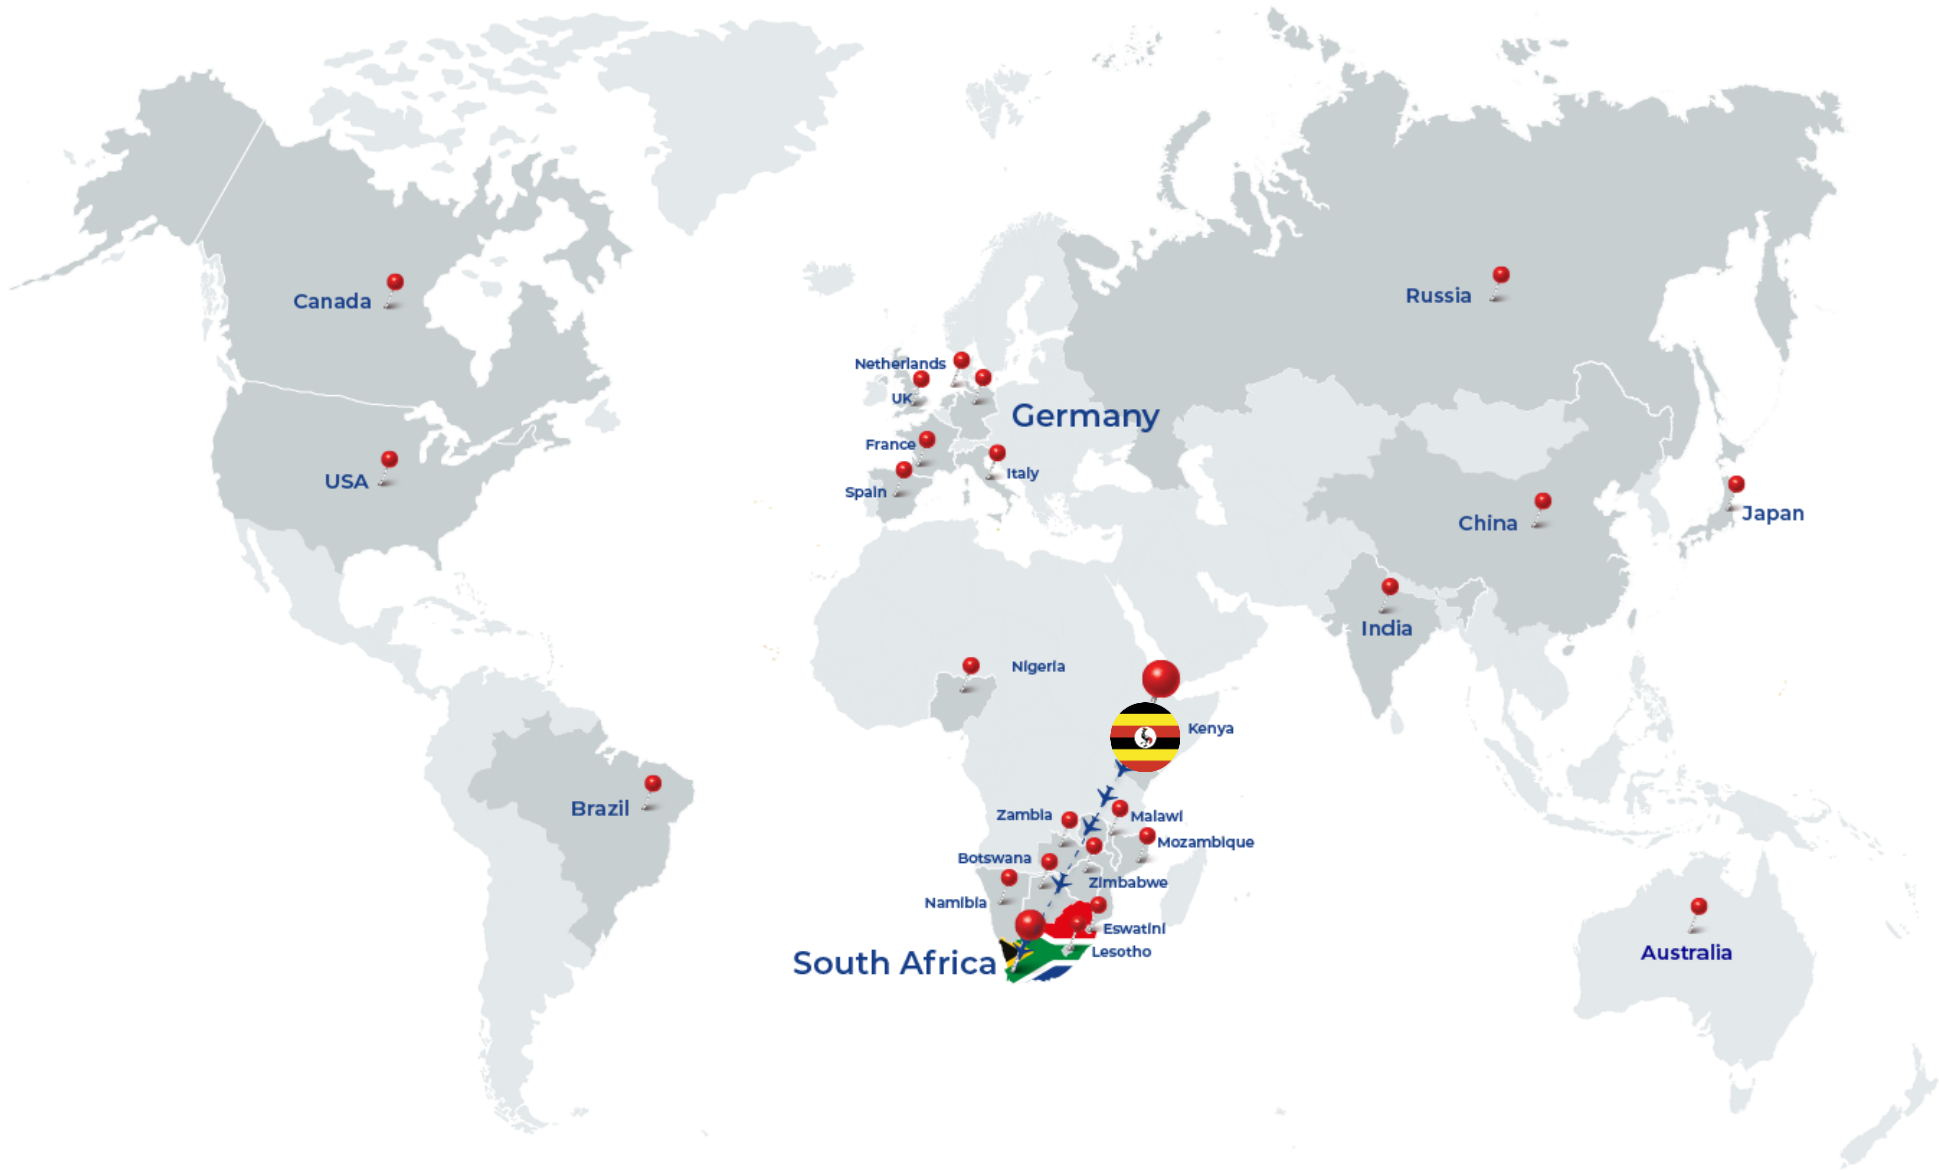 Canada
Russia
Netherlands
UK
Germany
France
Italy
USA
Spain
China
Japan
India
Nigeria
Kenya
Brazil
Zambia
Malawi
Mozambique
Botswana
Zimbabwe
Namibia
Eswatini
Lesotho
South Africa
Australia